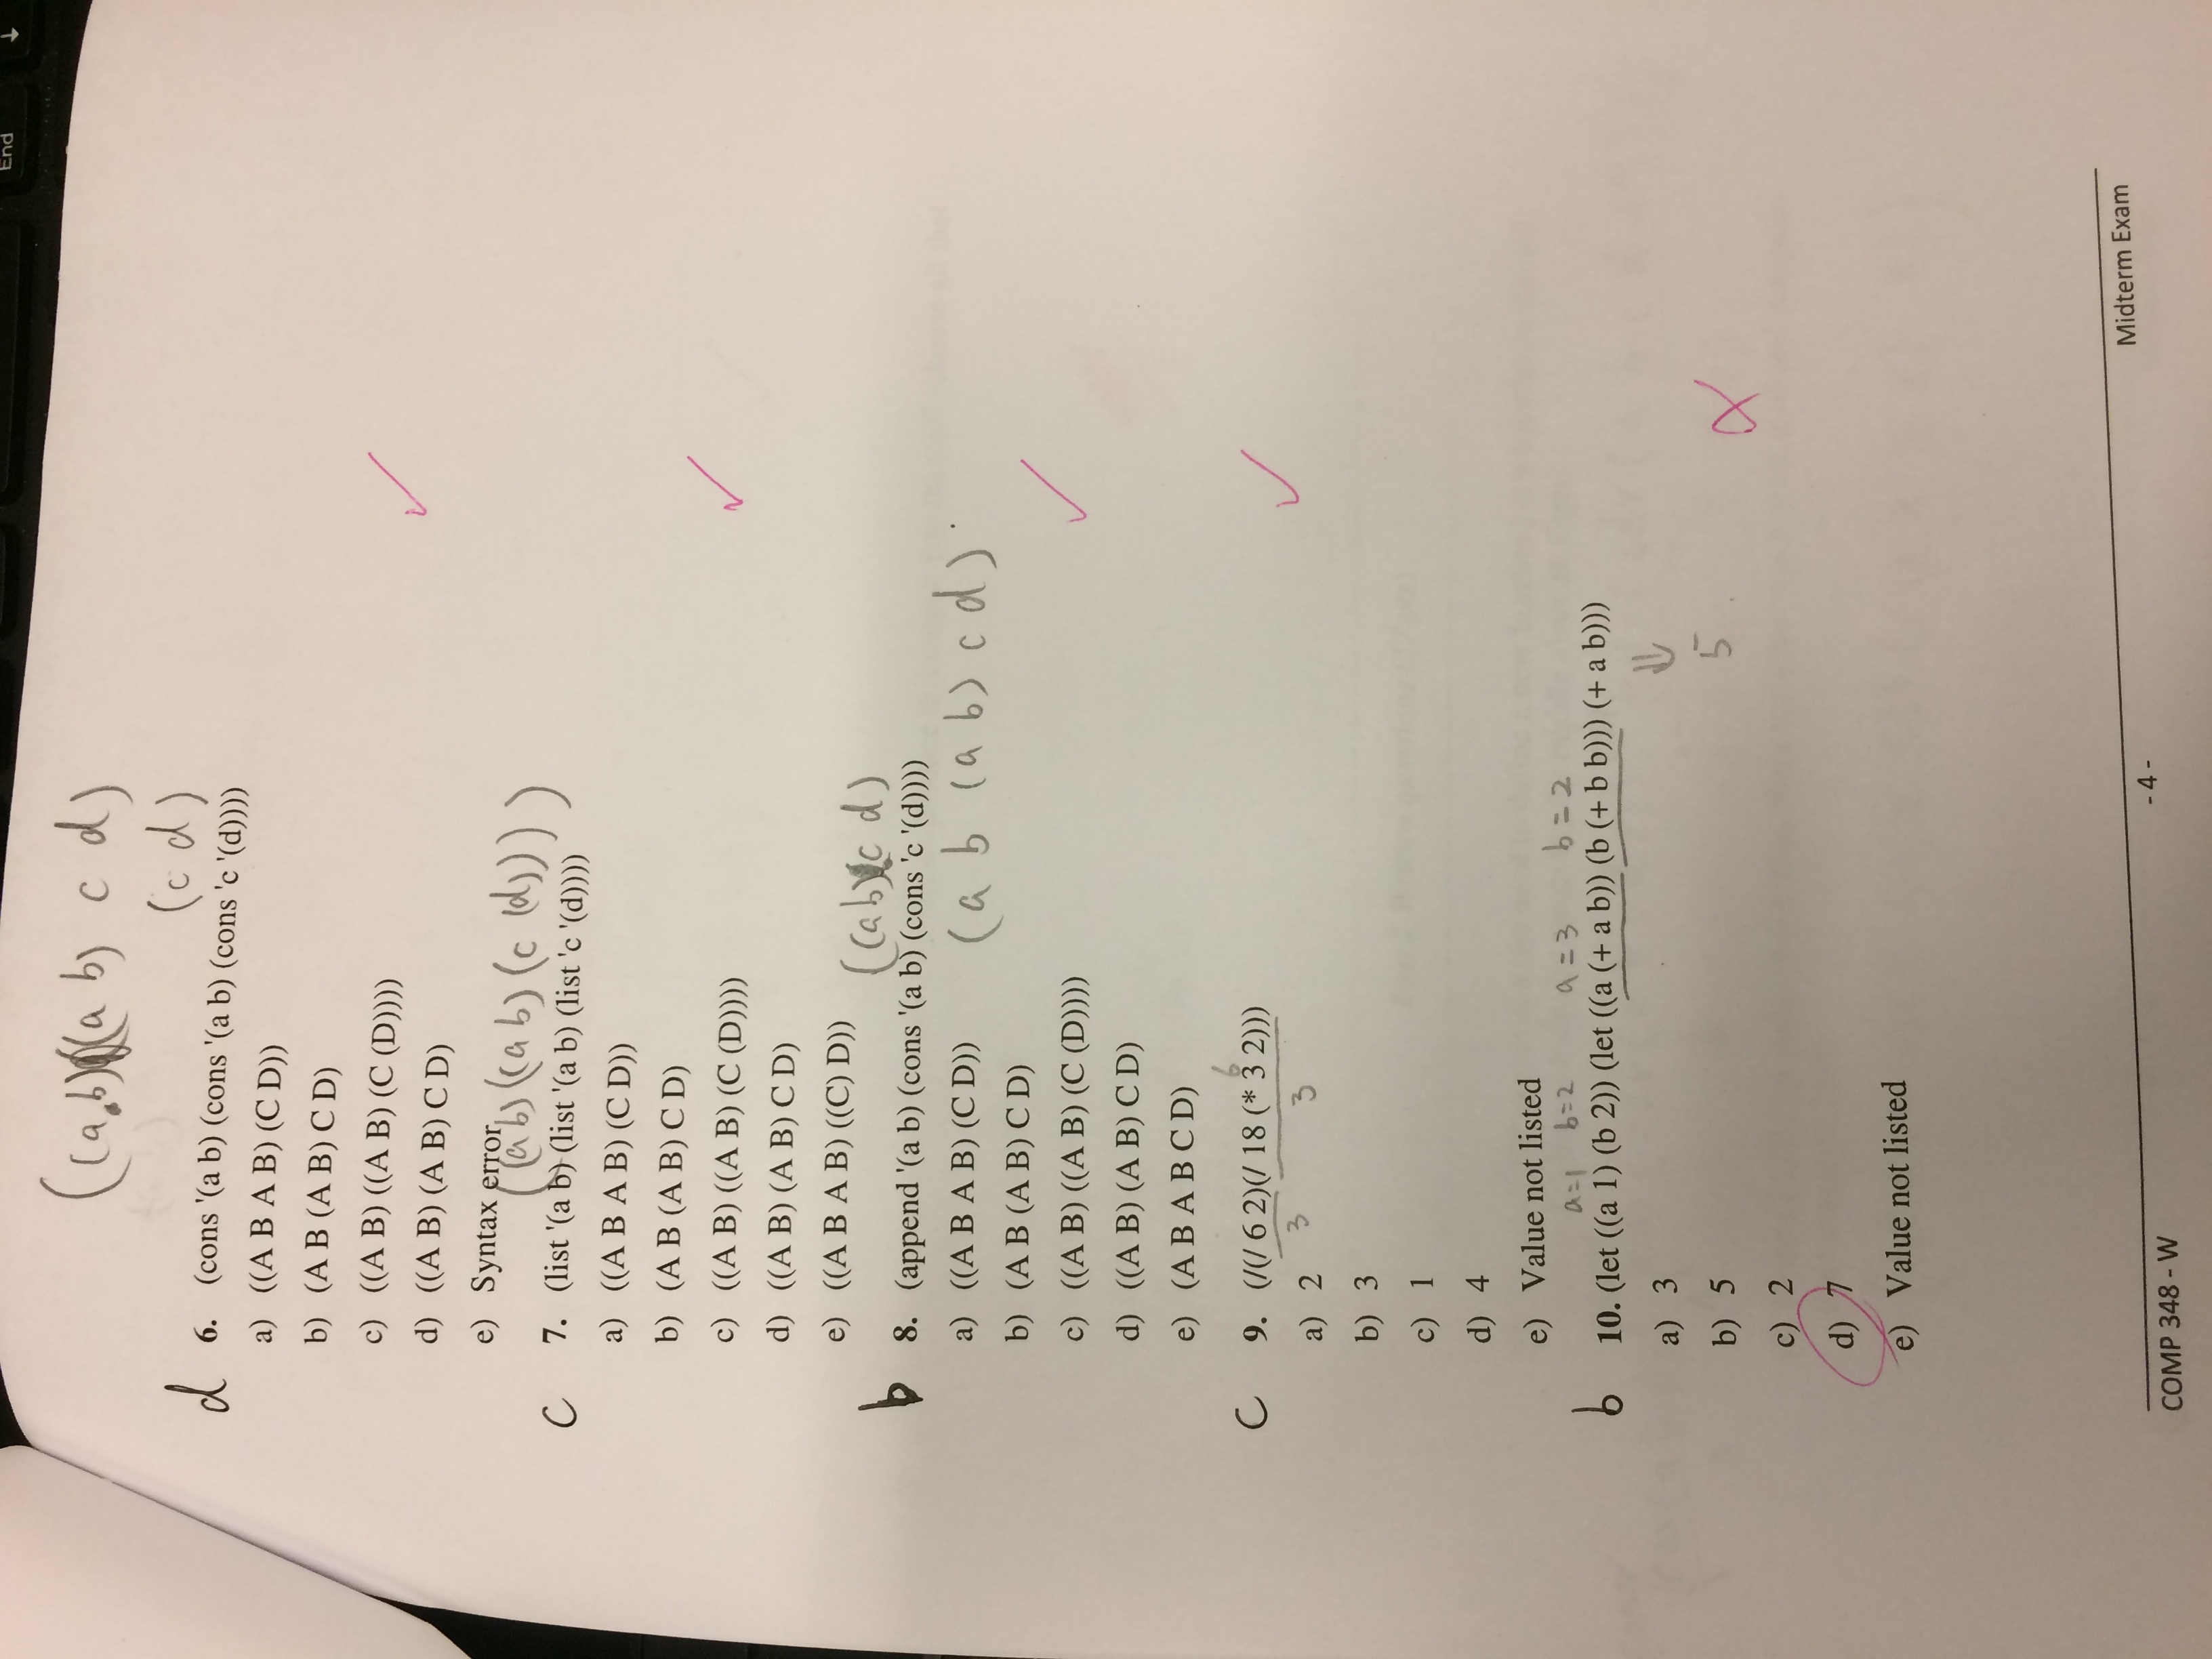 End
↓
((a.b)((a b) c d)
(c d)
d 6. (cons '(a b) (cons '(a b) (cons 'c '(d))))
a) ((A B A B) (C D))
b) (A B (A B) C D)
c) ((A B) ((A B) (C (D))))
d) ((A B) (A B) C D)
e) Syntax error
((a b) ((a b) (c (d))))
c 7. (list '(a b) (list '(a b) (list 'c '(d))))
a) ((A B A B) (C D))
b) (A B (A B) C D)
c) ((A B) ((A B) (C (D))))
d) ((A B) (A B) C D)
e) ((A B A B) ((C) D))
((a b) c d)
b 8. (append '(a b) (cons '(a b) (cons 'c '(d))))
a) ((A B A B) (C D))
(a b (a b) c d)
b) (A B (A B) C D)
c) ((A B) ((A B) (C (D))))
d) ((A B) (A B) C D)
e) (A B A B C D)
6
c 9. (/(/ 6 2)(/ 18 (* 3 2)))
3 3
a) 2
b) 3
c) 1
d) 4
e) Value not listed
a=1 b=2 a=3 b=2
b 10. (let ((a 1) (b 2)) (let ((a (+ a b)) (b (+ b b))) (+ a b)))
⇓
a) 3
5
b) 5
c) 2
d) 7
e) Value not listed
Midterm Exam
- 4 -
COMP 348 - W